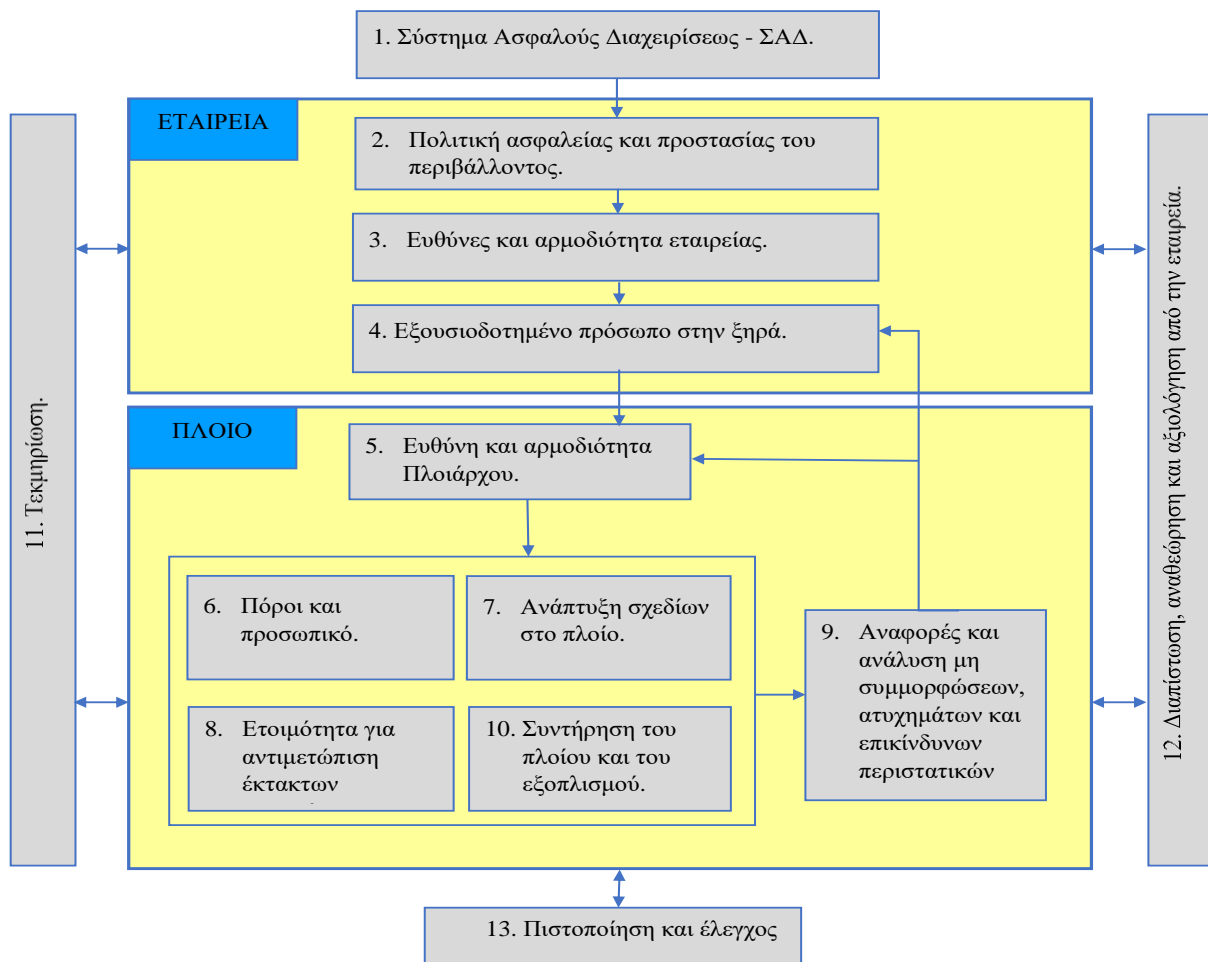 1. Σύστημα Ασφαλούς Διαχειρίσεως - ΣΑΔ.
ΕΤΑΙΡΕΙΑ
2. Πολιτική ασφαλείας και προστασίας του
περιβάλλοντος.
3. Ευθύνες και αρμοδιότητα εταιρείας.
4. Εξουσιοδοτημένο πρόσωπο στην ξηρά.
ΠΛΟΙΟ
5. Ευθύνη και αρμοδιότητα
Πλοιάρχου.
6. Πόροι και
προσωπικό.
7. Ανάπτυξη σχεδίων
στο πλοίο.
8. Ετοιμότητα για
αντιμετώπιση
έκτακτων
10. Συντήρηση του
πλοίου και του
εξοπλισμού.
9. Αναφορές και
ανάλυση μη
συμμορφώσεων,
ατυχημάτων και
επικίνδυνων
περιστατικών
11. Τεκμηρίωση.
12. Διαπίστωση, αναθεώρηση και αξιολόγηση από την εταιρεία.
13. Πιστοποίηση και έλεγχος